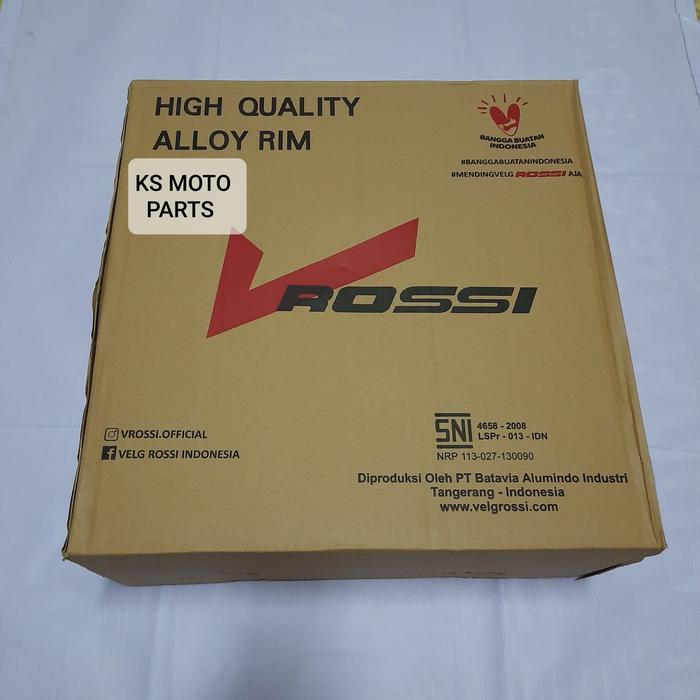 HIGH QUALITY
ALLOY RIM
KS MOTO
PARTS
BANGGA BUATAN
INDONESIA
#BANGGABUATANINDONESIA
#MENDINGVELG ROSSI AJA
VROSSI
VROSSI.OFFICIAL
VELG ROSSI INDONESIA
SNI
4658 - 2008
LSPr - 013 - IDN
NRP 113-027-130090
Diproduksi Oleh PT Batavia Alumindo Industri
Tangerang - Indonesia
www.velgrossi.com